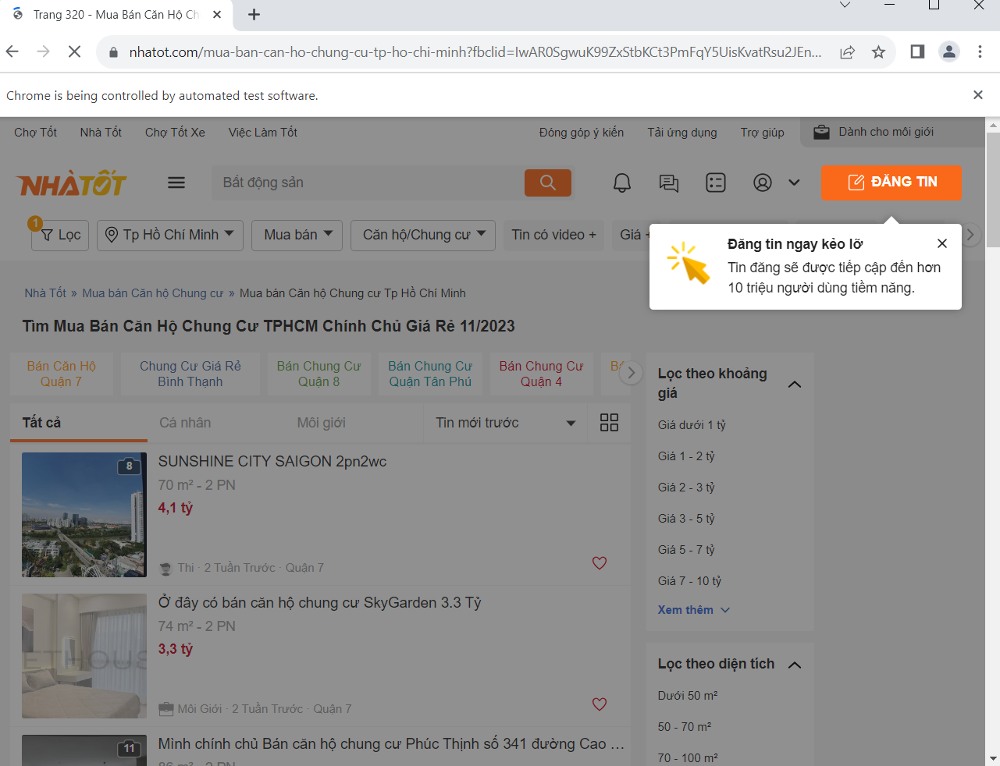 Trang 320 - Mua Bán Căn Hộ Ch
nhatot.com/mua-ban-can-ho-chung-cu-tp-ho-chi-minh?fbclid=IwAR0SgwuK99ZxStbKCt3PmFqY5UisKvatRsu2JEn...
Chrome is being controlled by automated test software.
Chợ Tốt Nhà Tốt Chợ Tốt Xe Việc Làm Tốt Đóng góp ý kiến Tải ứng dụng Trợ giúp Dành cho môi giới
NHÀTỐT Bất động sản ĐĂNG TIN
1
Lọc Tp Hồ Chí Minh Mua bán Căn hộ/Chung cư Tin có video + Giá +
Đăng tin ngay kẻo lỡ
Tin đăng sẽ được tiếp cập đến hơn
10 triệu người dùng tiềm năng.
Nhà Tốt » Mua bán Căn hộ Chung cư » Mua bán Căn hộ Chung cư Tp Hồ Chí Minh
Tìm Mua Bán Căn Hộ Chung Cư TPHCM Chính Chủ Giá Rẻ 11/2023
Bán Căn Hộ
Quận 7
Chung Cư Giá Rẻ
Bình Thạnh
Bán Chung Cư
Quận 8
Bán Chung Cư
Quận Tân Phú
Bán Chung Cư
Quận 4
Tất cả Cá nhân Môi giới Tin mới trước
8
SUNSHINE CITY SAIGON 2pn2wc
70 m² - 2 PN
4,1 tỷ
Thi · 2 Tuần Trước · Quận 7
Ở đây có bán căn hộ chung cư SkyGarden 3.3 Tỷ
74 m² - 2 PN
3,3 tỷ
ETHOUS
Môi Giới · 2 Tuần Trước · Quận 7
11
Mình chính chủ Bán căn hộ chung cư Phúc Thịnh số 341 đường Cao ...
86 m² - 2 PN
Lọc theo khoảng
giá
Giá dưới 1 tỷ
Giá 1 - 2 tỷ
Giá 2 - 3 tỷ
Giá 3 - 5 tỷ
Giá 5 - 7 tỷ
Giá 7 - 10 tỷ
Xem thêm
Lọc theo diện tích
Dưới 50 m²
50 - 70 m²
70 - 100 m²